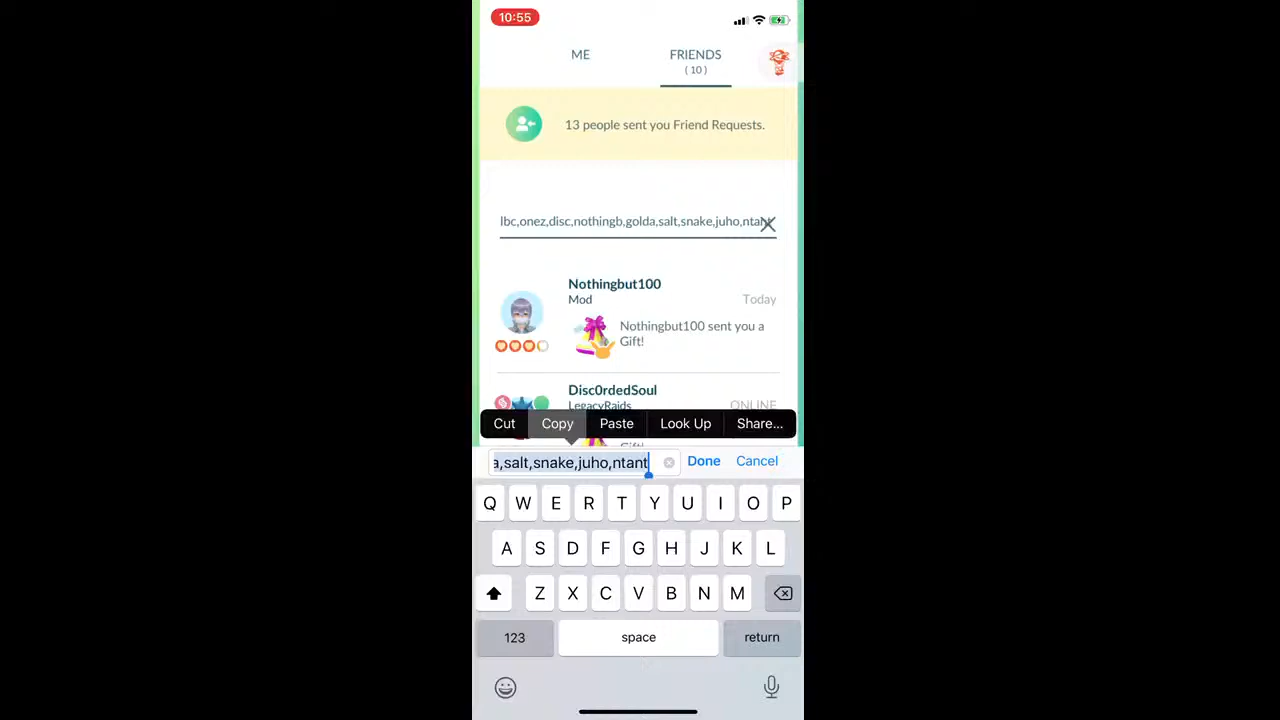 10:55
ME
FRIENDS
( 10 )
13 people sent you Friend Requests.
lbc,onez,disc,nothingb,golda,salt,snake,juho,ntant
Nothingbut100
Mod
Today
Nothingbut100 sent you a
Gift!
Disc0rdedSoul
LegacyRaids
ONLINE
Gift!
Cut Copy Paste Look Up Share...
a,salt,snake,juho,ntant
Done Cancel
Q W E R T Y U I O P
A S D F G H J K L
Z X C V B N M
123 space return